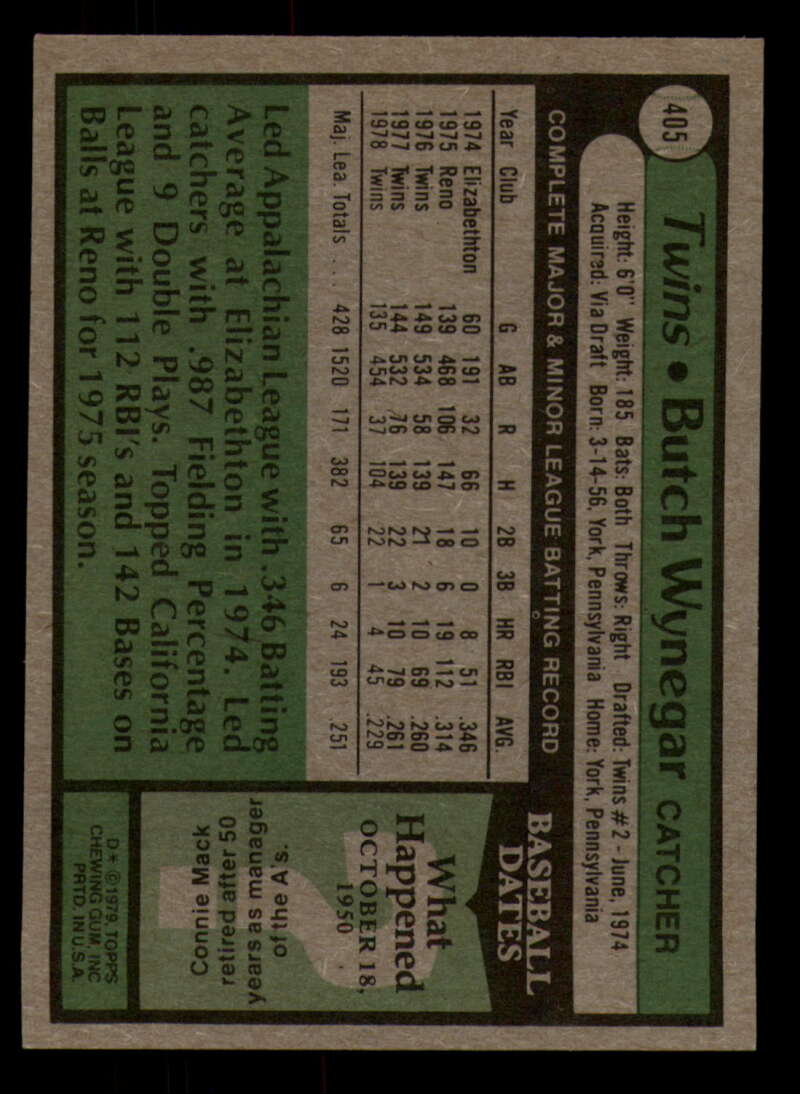 405
Twins • Butch Wynegar CATCHER
Height: 6'0" Weight: 185 Bats: Both Throws: Right Drafted: Twins #2 - June, 1974
Acquired: Via Draft Born: 3-14-56, York, Pennsylvania Home: York, Pennsylvania
COMPLETE MAJOR & MINOR LEAGUE BATTING RECORD
Year Club G AB R H 2B 3B HR RBI AVG.
1974 Elizabethton 60 191 32 66 10 0 8 51 .346
1975 Reno 139 468 106 147 18 6 19 112 .314
1976 Twins 149 534 58 139 21 2 10 69 .260
1977 Twins 144 532 76 139 22 3 10 79 .261
1978 Twins 135 454 37 104 22 1 4 45 .229
Maj. Lea. Totals . . . 428 1520 171 382 65 6 24 193 .251
Led Appalachian League with .346 Batting
Average at Elizabethton in 1974. Led
catchers with .987 Fielding Percentage
and 9 Double Plays. Topped California
League with 112 RBI's and 142 Bases on
Balls at Reno for 1975 season.
BASEBALL
DATES
What
Happened
OCTOBER 18,
1950
Connie Mack
retired after 50
years as manager
of the A's.
D* © 1979, TOPPS
CHEWING GUM, INC
PRTD. IN U.S.A.